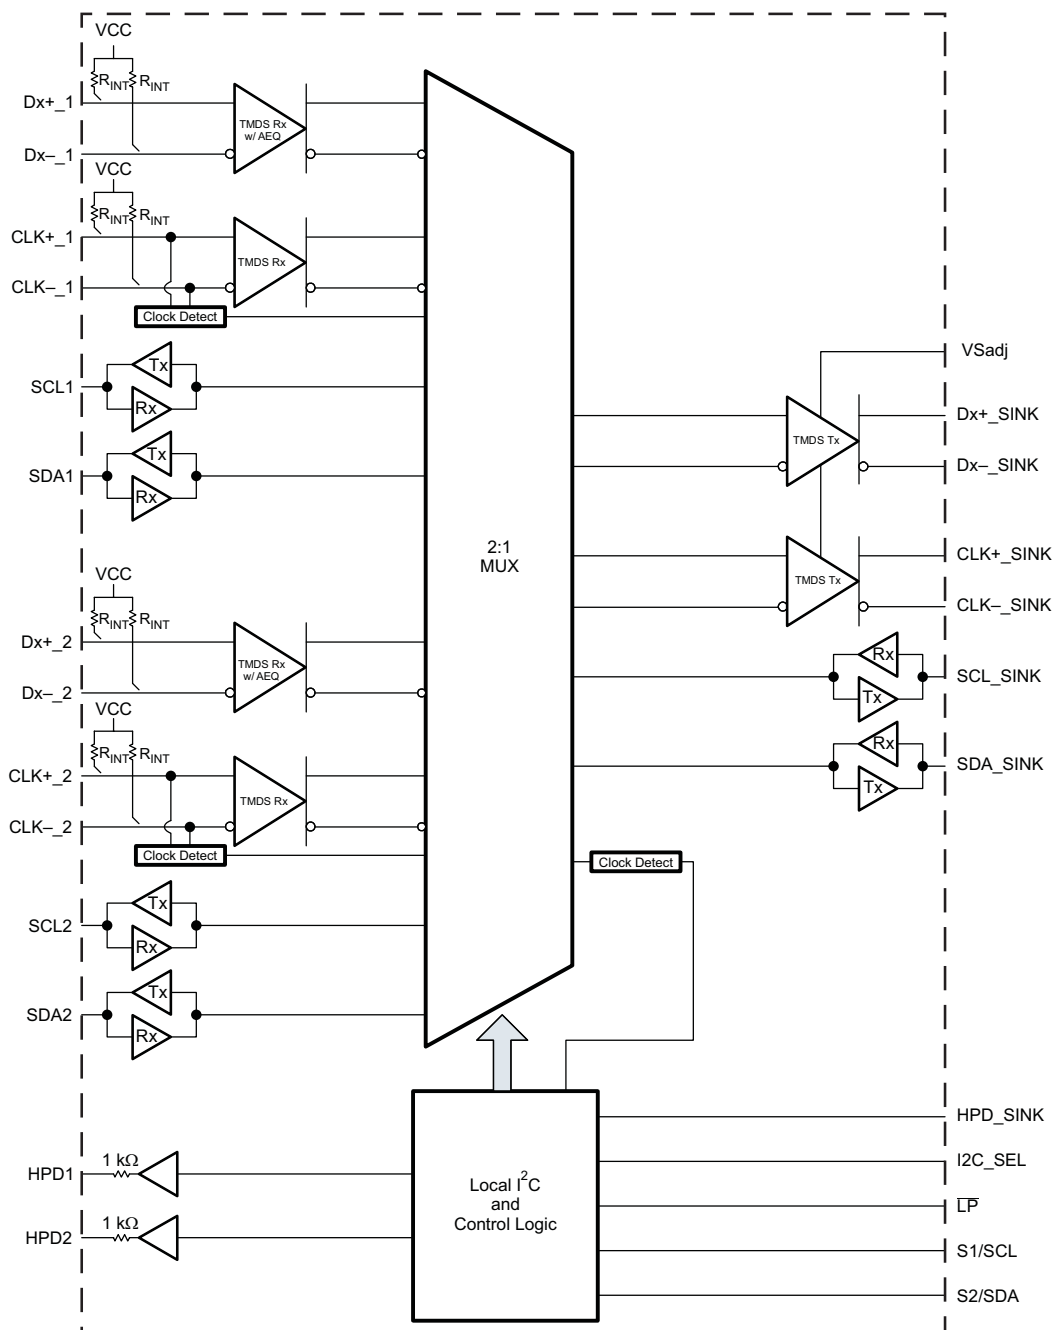 VCC
RINT RINT
Dx+_1
TMDS Rx
w/ AEQ
Dx–_1
VCC
RINT RINT
CLK+_1
TMDS Rx
CLK–_1
Clock Detect
Tx
SCL1
Rx
Tx
SDA1
Rx
VCC
RINT RINT
Dx+_2
TMDS Rx
w/ AEQ
Dx–_2
VCC
RINT RINT
CLK+_2
TMDS Rx
CLK–_2
Clock Detect
Tx
SCL2
Rx
Tx
SDA2
Rx
2:1
MUX
VSadj
Dx+_SINK
TMDS Tx
Dx–_SINK
CLK+_SINK
TMDS Tx
CLK–_SINK
Rx
SCL_SINK
Tx
Rx
SDA_SINK
Tx
Clock Detect
HPD_SINK
1 kΩ
HPD1
I2C_SEL
Local I²C
and
Control Logic
L̅P̅
1 kΩ
HPD2
S1/SCL
S2/SDA